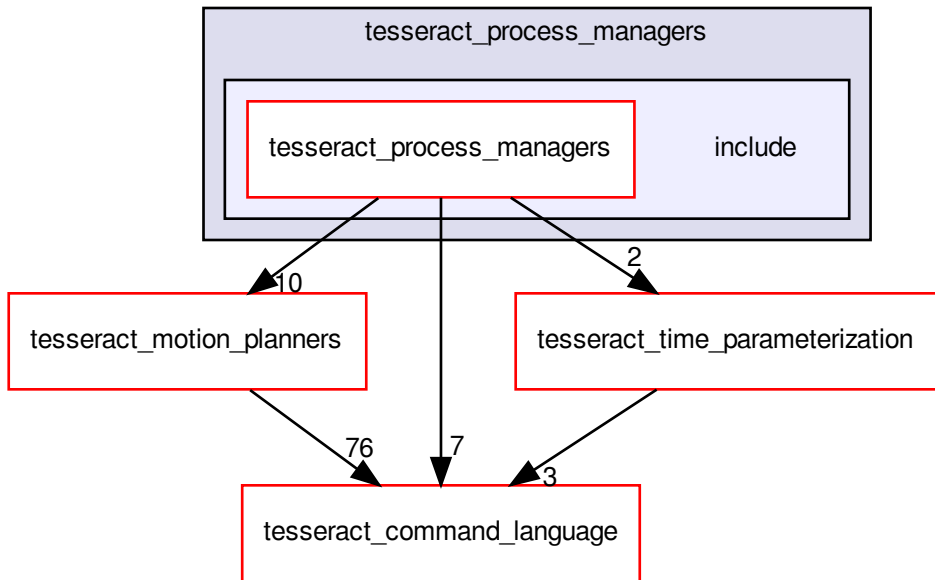 tesseract_process_managers
tesseract_process_managers
include
10
2
tesseract_motion_planners
tesseract_time_parameterization
76
7
3
tesseract_command_language